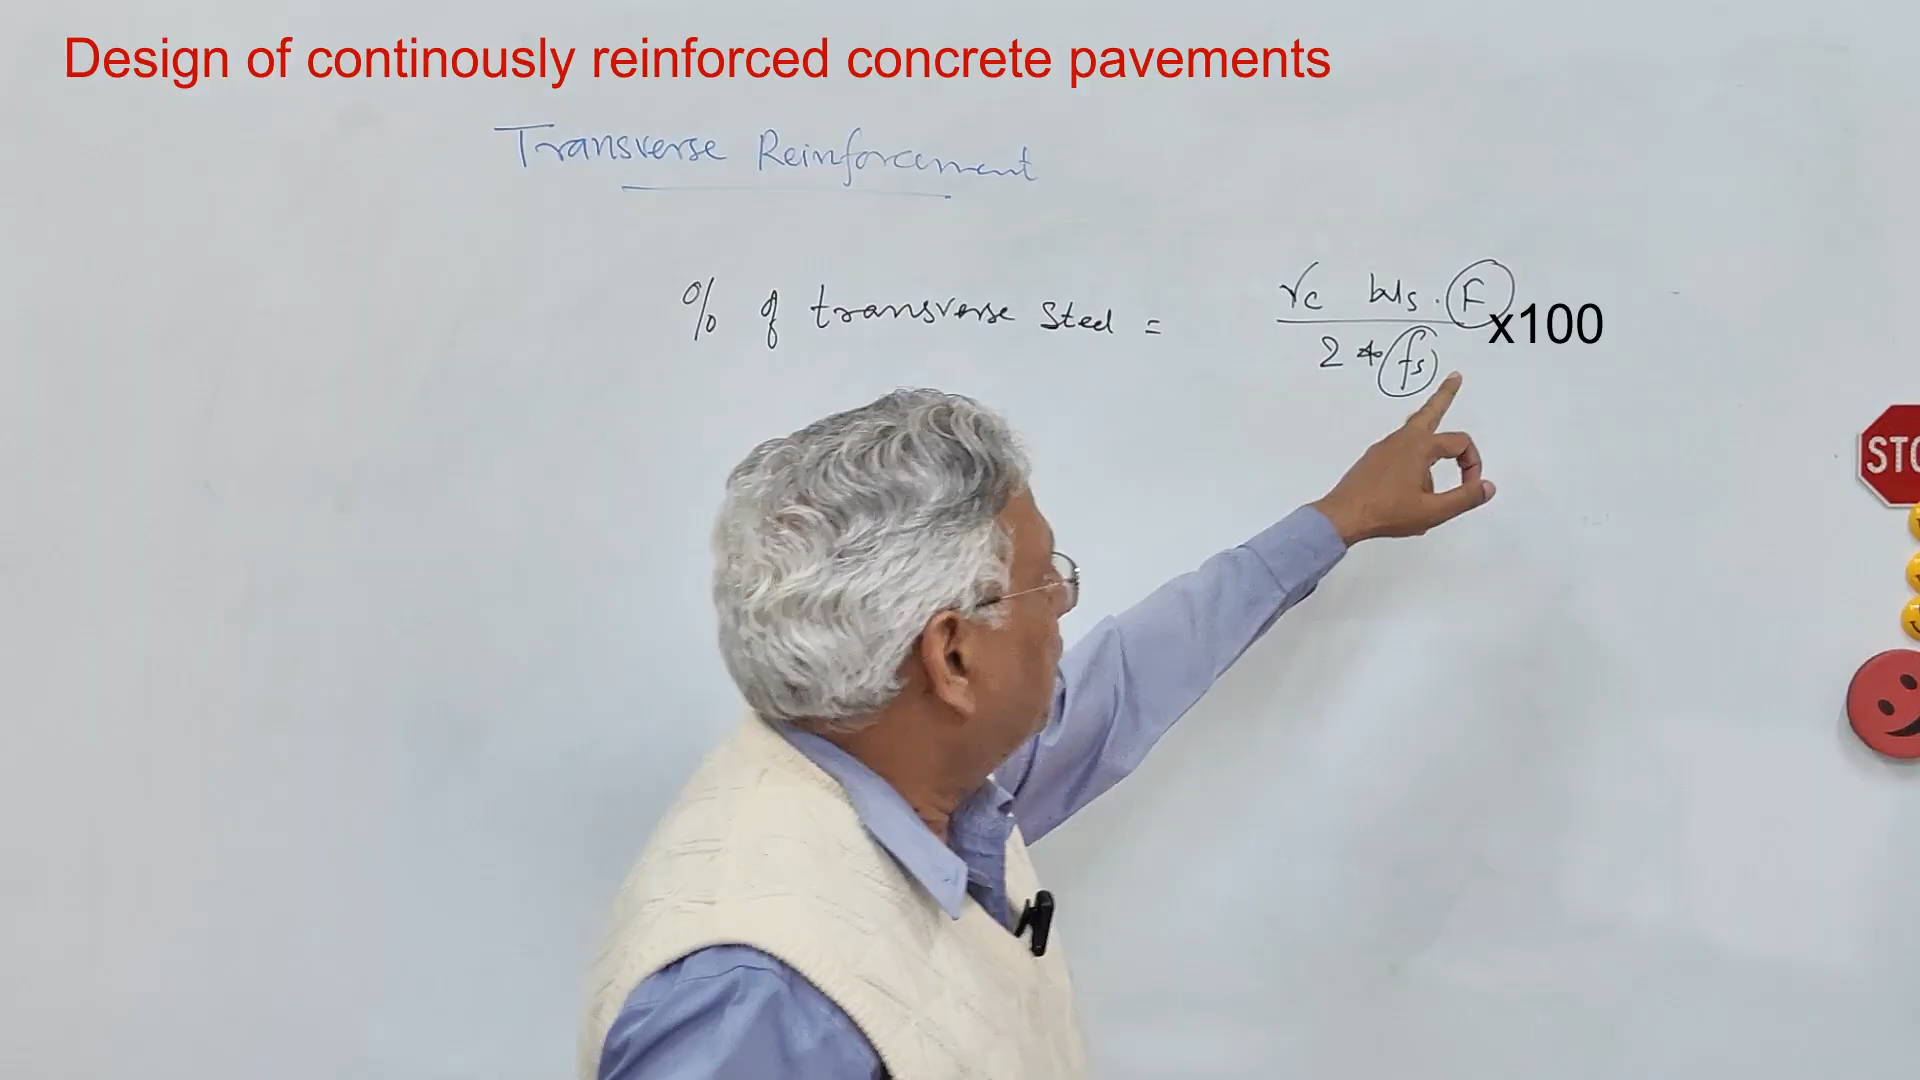 Design of continously reinforced concrete pavements
Transverse Reinforcement
% of transverse steel = γc Ws . F
2 * fs
x100
STO